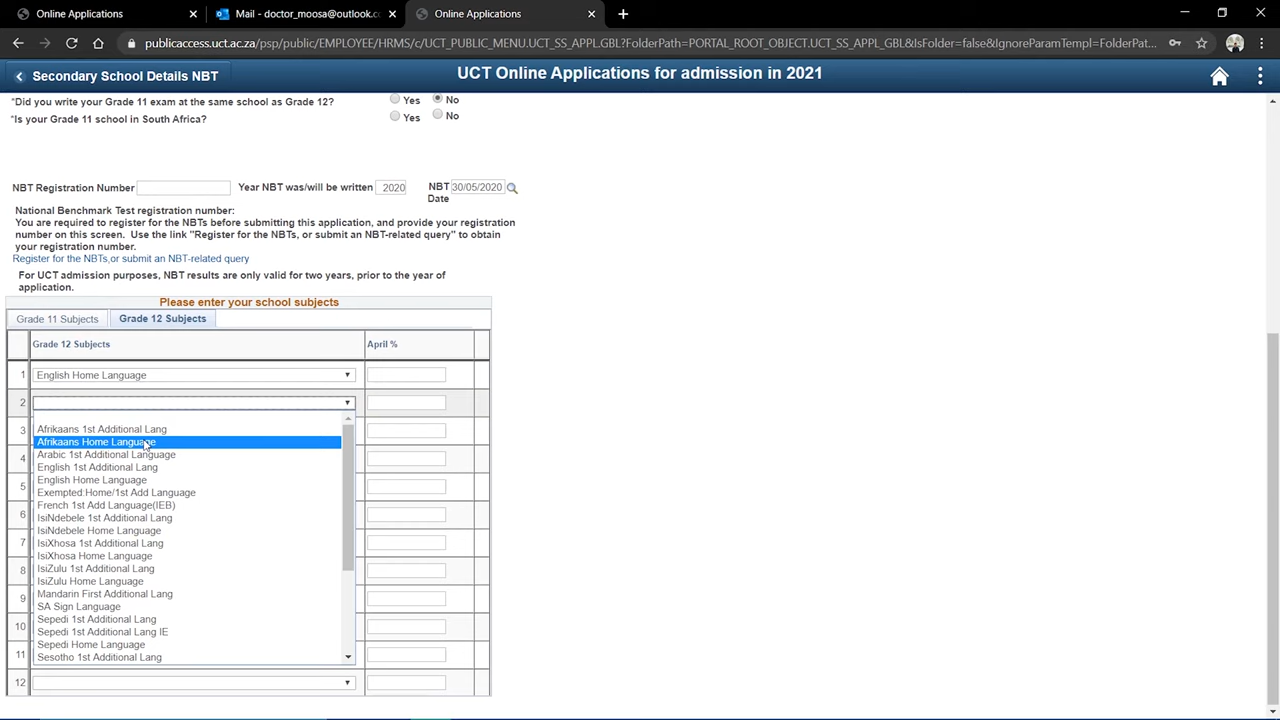 Online Applications
Mail - doctor_moosa@outlook.c
Online Applications
publicaccess.uct.ac.za/psp/public/EMPLOYEE/HRMS/c/UCT_PUBLIC_MENU.UCT_SS_APPL.GBL?FolderPath=PORTAL_ROOT_OBJECT.UCT_SS_APPL_GBL&IsFolder=false&IgnoreParamTempl=FolderPat...
Secondary School Details NBT
UCT Online Applications for admission in 2021
*Did you write your Grade 11 exam at the same school as Grade 12? Yes No
*Is your Grade 11 school in South Africa? Yes No
NBT Registration Number Year NBT was/will be written 2020 NBT Date 30/05/2020
National Benchmark Test registration number:
You are required to register for the NBTs before submitting this application, and provide your registration
number on this screen. Use the link "Register for the NBTs, or submit an NBT-related query" to obtain
your registration number.
Register for the NBTs,or submit an NBT-related query
For UCT admission purposes, NBT results are only valid for two years, prior to the year of
application.
Please enter your school subjects
Grade 11 Subjects Grade 12 Subjects
Grade 12 Subjects April %
1 English Home Language
2
3 Afrikaans 1st Additional Lang
Afrikaans Home Language
4 Arabic 1st Additional Language
English 1st Additional Lang
5 English Home Language
Exempted:Home/1st Add Language
French 1st Add Language(IEB)
6 IsiNdebele 1st Additional Lang
IsiNdebele Home Language
7 IsiXhosa 1st Additional Lang
IsiXhosa Home Language
8 IsiZulu 1st Additional Lang
IsiZulu Home Language
9 Mandarin First Additional Lang
SA Sign Language
10 Sepedi 1st Additional Lang
Sepedi 1st Additional Lang IE
Sepedi Home Language
11 Sesotho 1st Additional Lang
12